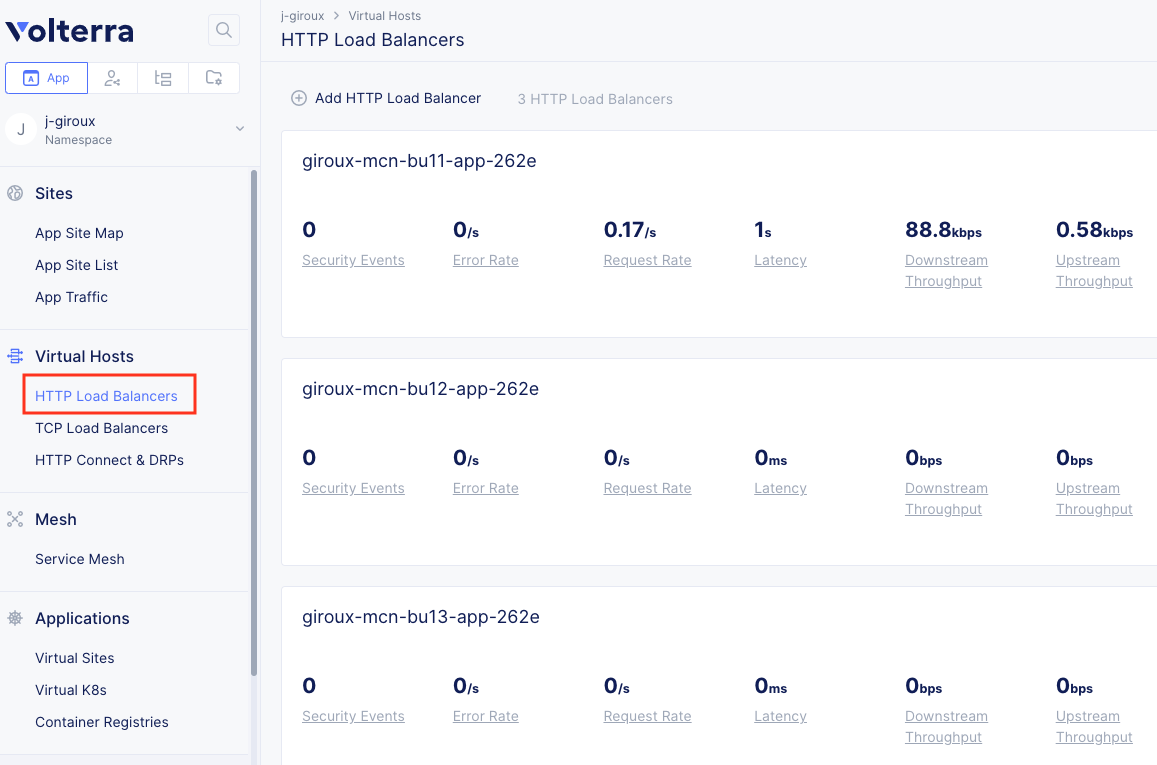 Volterra
App
J
j-giroux
Namespace
Sites
App Site Map
App Site List
App Traffic
Virtual Hosts
HTTP Load Balancers
TCP Load Balancers
HTTP Connect & DRPs
Mesh
Service Mesh
Applications
Virtual Sites
Virtual K8s
Container Registries
j-giroux > Virtual Hosts
HTTP Load Balancers
Add HTTP Load Balancer 3 HTTP Load Balancers
giroux-mcn-bu11-app-262e
0 0/s 0.17/s 1s 88.8kbps 0.58kbps
Security Events Error Rate Request Rate Latency Downstream Upstream
Throughput Throughput
giroux-mcn-bu12-app-262e
0 0/s 0/s 0ms 0bps 0bps
Security Events Error Rate Request Rate Latency Downstream Upstream
Throughput Throughput
giroux-mcn-bu13-app-262e
0 0/s 0/s 0ms 0bps 0bps
Security Events Error Rate Request Rate Latency Downstream Upstream
Throughput Throughput